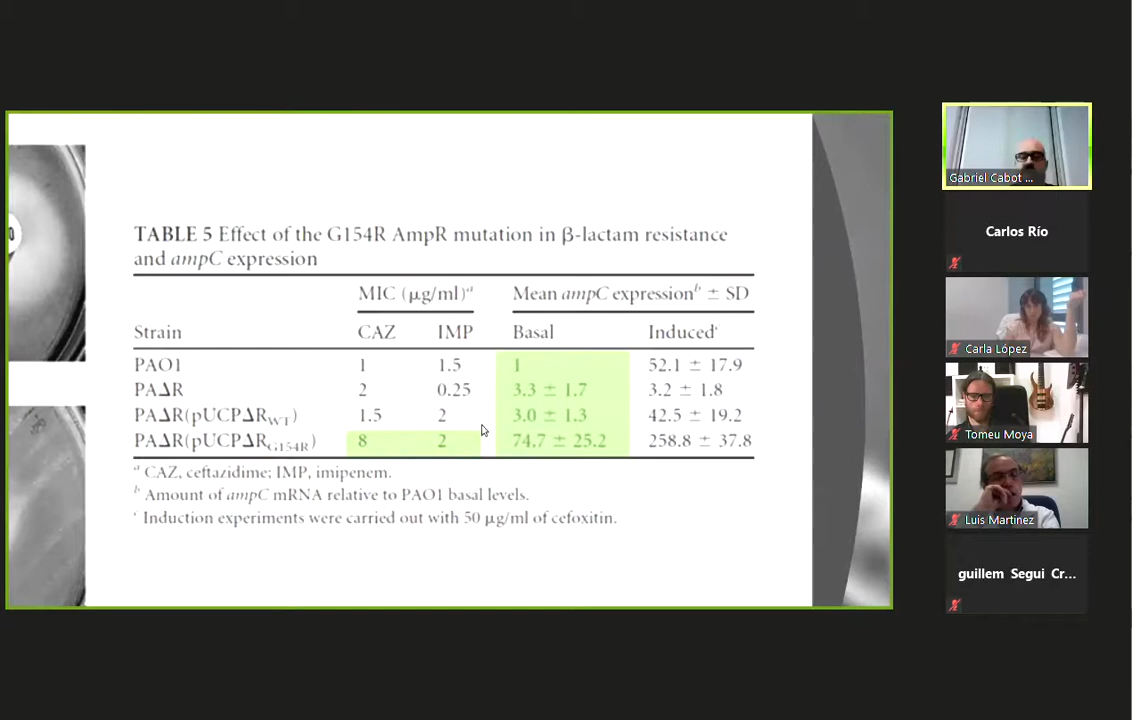 TABLE 5 Effect of the G154R AmpR mutation in β-lactam resistance
and ampC expression
MIC (μg/ml)a Mean ampC expressionb ± SD
Strain CAZ IMP Basal Inducedc
PAO1 1 1.5 1 52.1 ± 17.9
PAΔR 2 0.25 3.3 ± 1.7 3.2 ± 1.8
PAΔR(pUCPΔRWT) 1.5 2 3.0 ± 1.3 42.5 ± 19.2
PAΔR(pUCPΔRG154R) 8 2 74.7 ± 25.2 258.8 ± 37.8
a CAZ, ceftazidime; IMP, imipenem.
b Amount of ampC mRNA relative to PAO1 basal levels.
c Induction experiments were carried out with 50 μg/ml of cefoxitin.
Gabriel Cabot ...
Carlos Río
Carla López
Tomeu Moya
Luis Martinez
guillem Segui Cr...